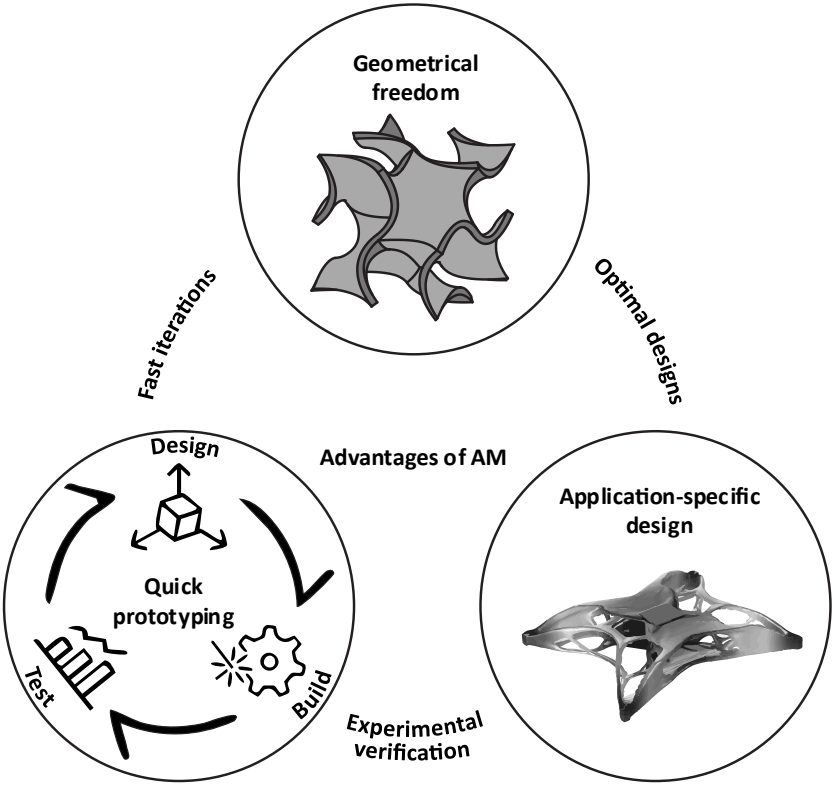 Geometrical
freedom
Fast iterations
Optimal designs
Advantages of AM
Design
Quick
prototyping
Test
Build
Application-specific
design
Experimental
verification